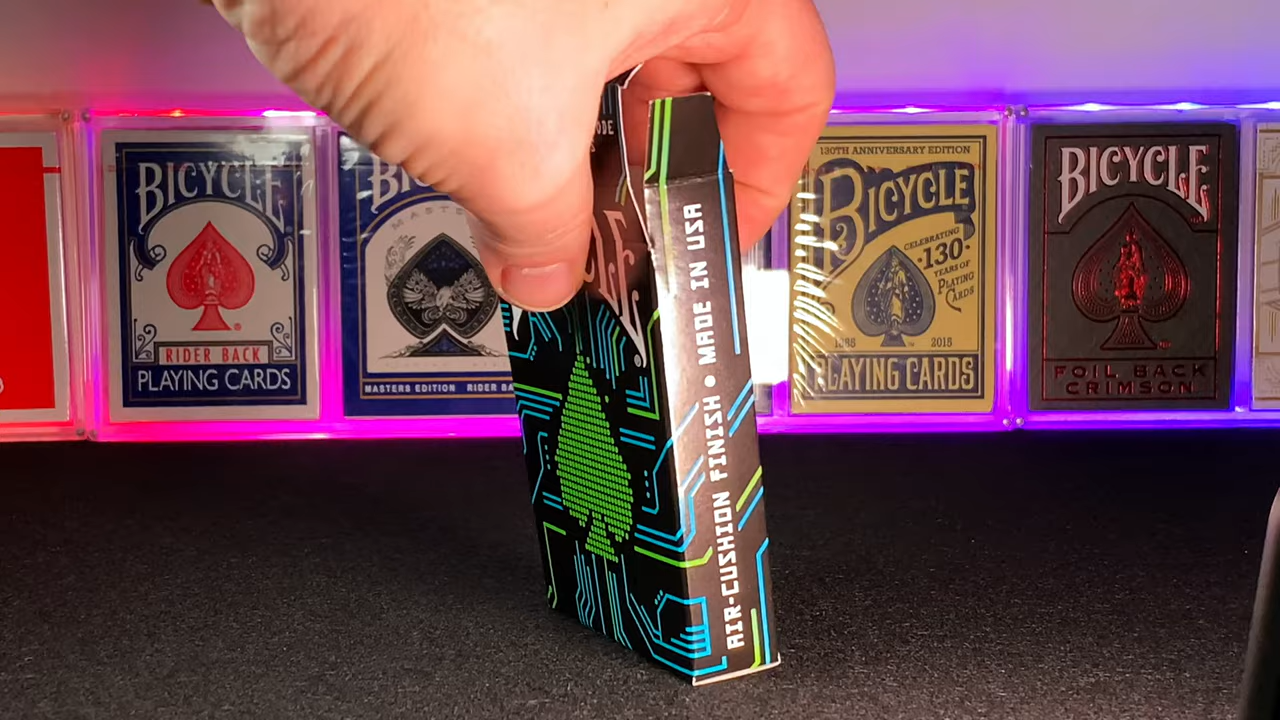 BICYCLE
RIDER BACK
PLAYING CARDS
MASTERS EDITION
AIR-CUSHION FINISH • MADE IN USA
130TH ANNIVERSARY EDITION
BICYCLE
CELEBRATING
·130·
YEARS OF
PLAYING
CARDS
1885 2015
PLAYING CARDS
BICYCLE
FOIL BACK
CRIMSON